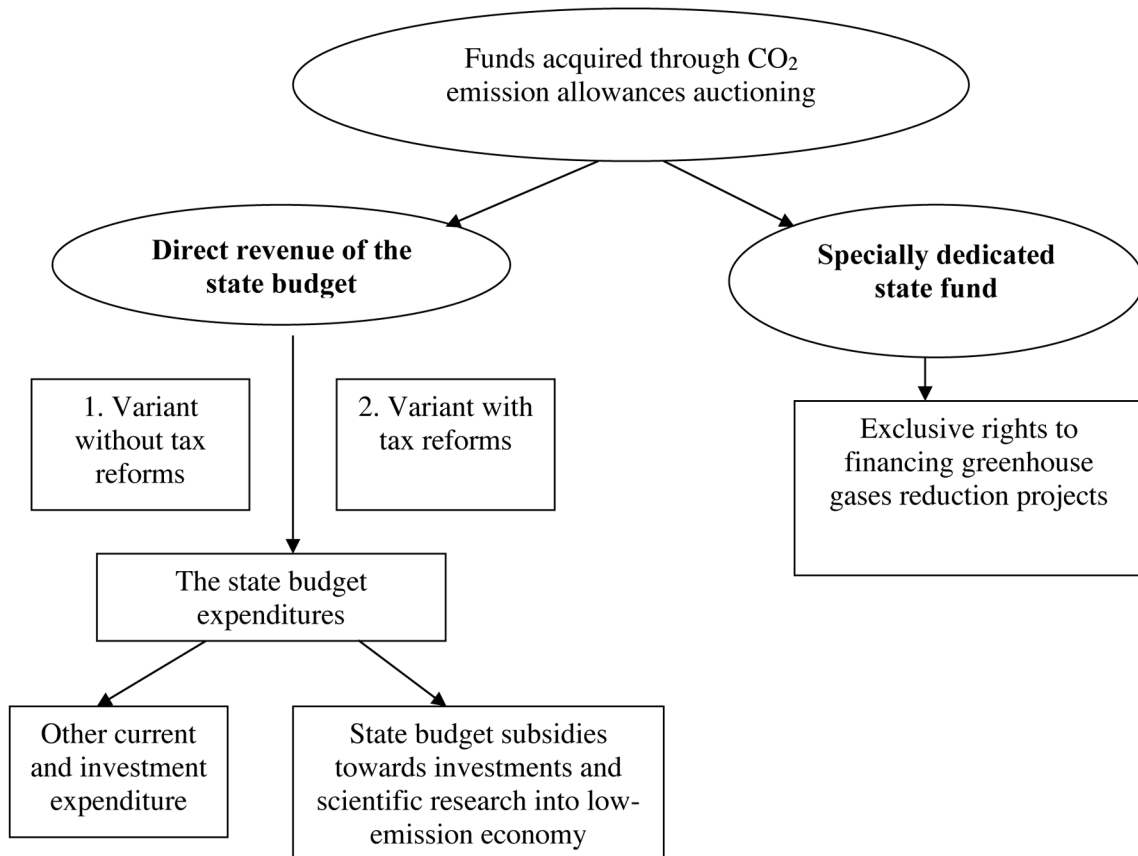 Funds acquired through CO₂
emission allowances auctioning
Direct revenue of the
state budget
Specially dedicated
state fund
1. Variant
without tax
reforms
2. Variant with
tax reforms
Exclusive rights to
financing greenhouse
gases reduction projects
The state budget
expenditures
Other current
and investment
expenditure
State budget subsidies
towards investments and
scientific research into low-
emission economy